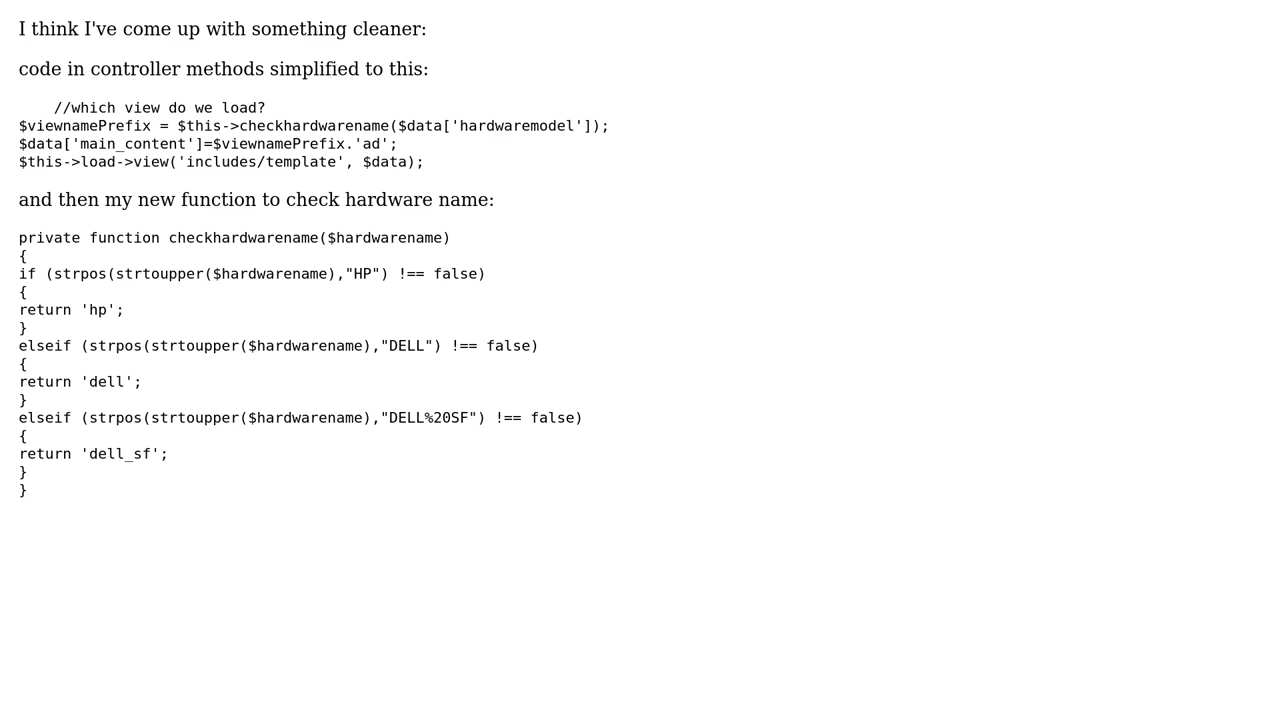 I think I've come up with something cleaner:
code in controller methods simplified to this:
    //which view do we load?
$viewnamePrefix = $this->checkhardwarename($data['hardwaremodel']);
$data['main_content']=$viewnamePrefix.'ad';
$this->load->view('includes/template', $data);
and then my new function to check hardware name:
private function checkhardwarename($hardwarename)
{
if (strpos(strtoupper($hardwarename),"HP") !== false)
{
return 'hp';
}
elseif (strpos(strtoupper($hardwarename),"DELL") !== false)
{
return 'dell';
}
elseif (strpos(strtoupper($hardwarename),"DELL%20SF") !== false)
{
return 'dell_sf';
}
}